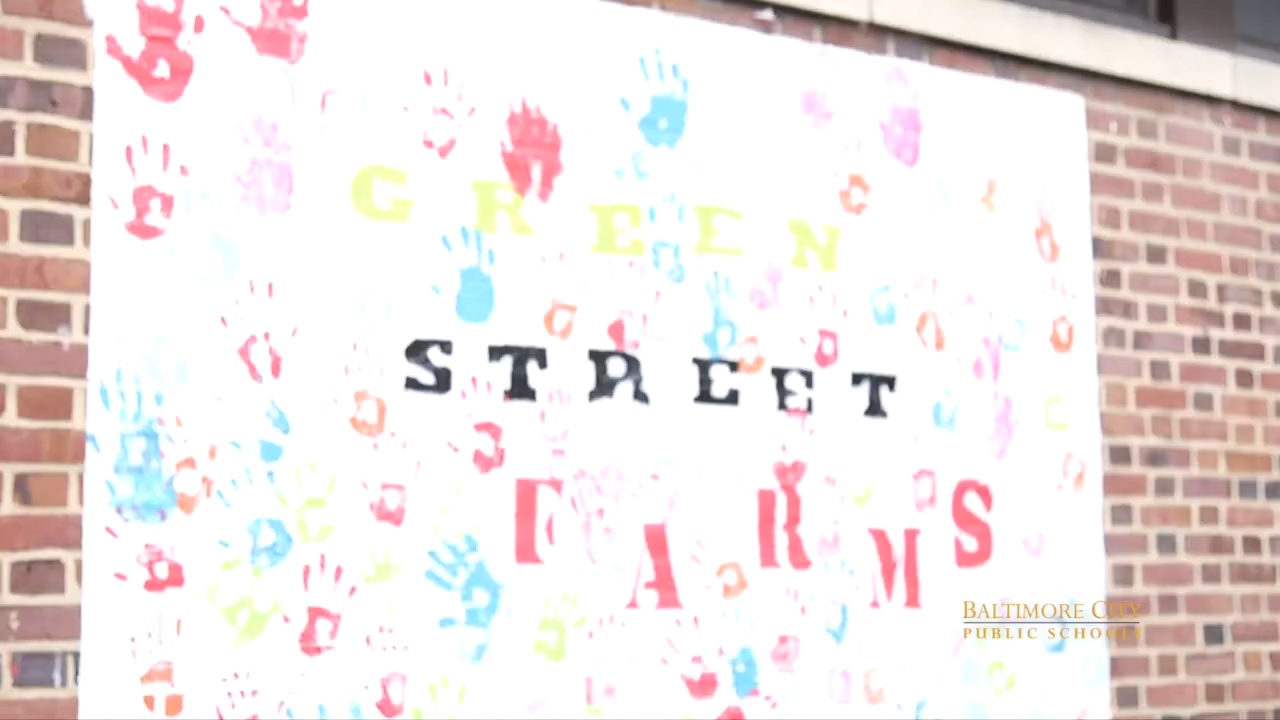 GREEN
STREET
FARMS
BALTIMORE CITY
PUBLIC SCHOOLS